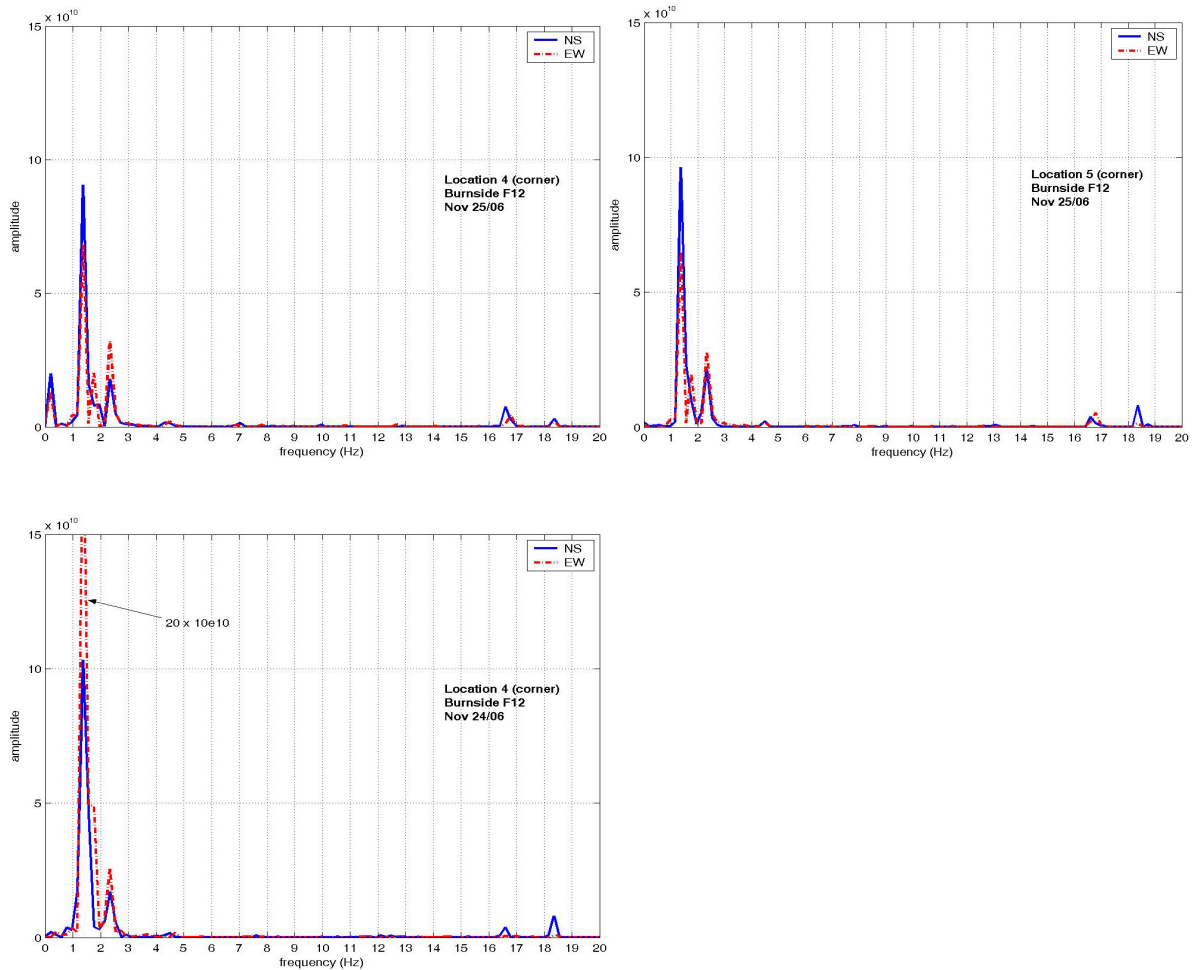 x 10^10
15
10
5
0
amplitude
NS
EW
Location 4 (corner)
Burnside F12
Nov 25/06
0 1 2 3 4 5 6 7 8 9 10 11 12 13 14 15 16 17 18 19 20
frequency (Hz)
x 10^10
15
10
5
0
amplitude
NS
EW
Location 5 (corner)
Burnside F12
Nov 25/06
0 1 2 3 4 5 6 7 8 9 10 11 12 13 14 15 16 17 18 19 20
frequency (Hz)
x 10^10
15
10
5
0
amplitude
NS
EW
20 x 10e10
Location 4 (corner)
Burnside F12
Nov 24/06
0 1 2 3 4 5 6 7 8 9 10 11 12 13 14 15 16 17 18 19 20
frequency (Hz)